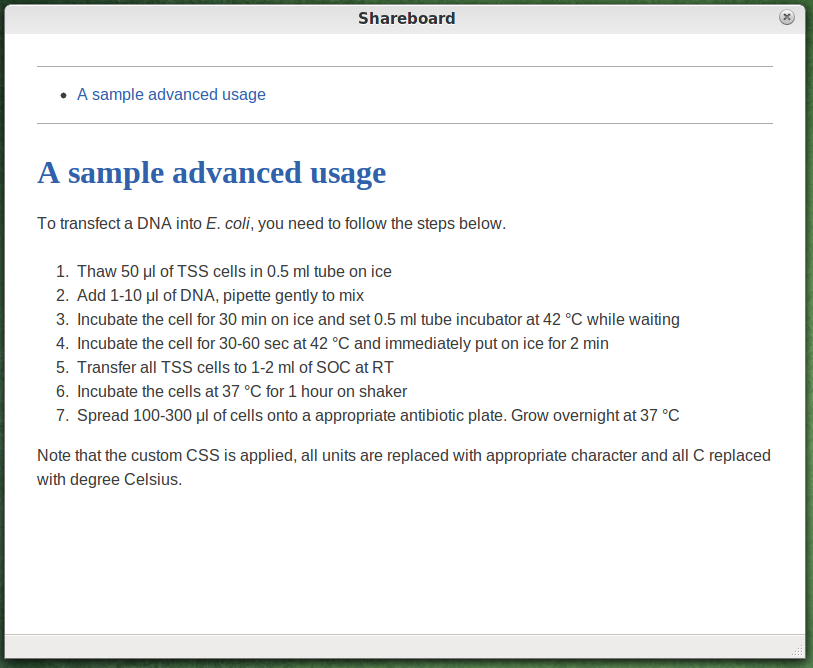 Shareboard
• A sample advanced usage
A sample advanced usage
To transfect a DNA into E. coli, you need to follow the steps below.
1. Thaw 50 µl of TSS cells in 0.5 ml tube on ice
2. Add 1-10 µl of DNA, pipette gently to mix
3. Incubate the cell for 30 min on ice and set 0.5 ml tube incubator at 42 °C while waiting
4. Incubate the cell for 30-60 sec at 42 °C and immediately put on ice for 2 min
5. Transfer all TSS cells to 1-2 ml of SOC at RT
6. Incubate the cells at 37 °C for 1 hour on shaker
7. Spread 100-300 µl of cells onto a appropriate antibiotic plate. Grow overnight at 37 °C
Note that the custom CSS is applied, all units are replaced with appropriate character and all C replaced
with degree Celsius.